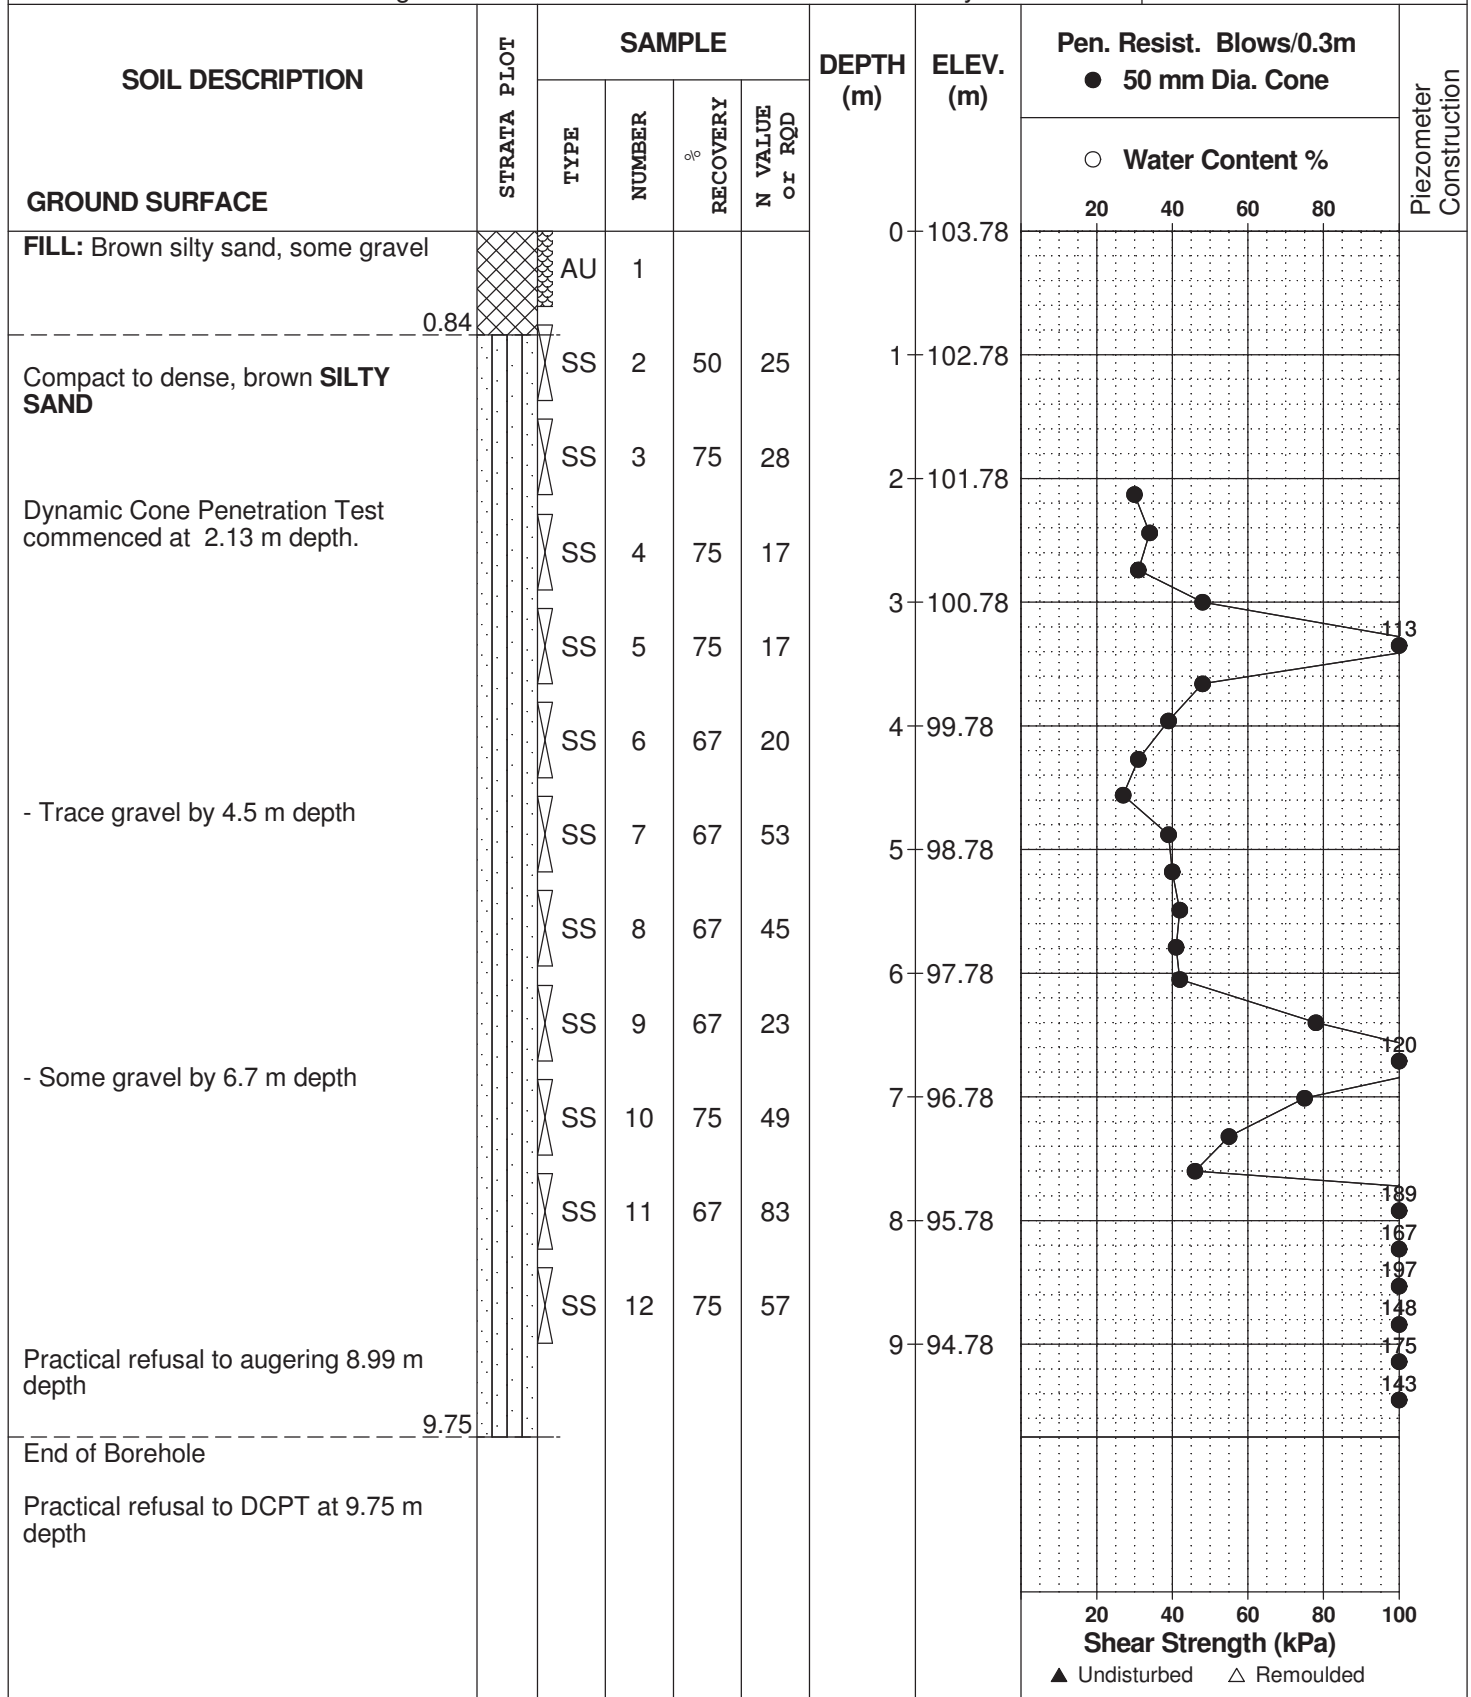 SOIL DESCRIPTION
GROUND SURFACE
STRATA PLOT
SAMPLE
TYPE
NUMBER
%
RECOVERY
N VALUE
or RQD
DEPTH
(m)
ELEV.
(m)
Pen. Resist. Blows/0.3m
● 50 mm Dia. Cone
○ Water Content %
20 40 60 80
Piezometer
Construction
FILL: Brown silty sand, some gravel
0.84
Compact to dense, brown SILTY
SAND
Dynamic Cone Penetration Test
commenced at 2.13 m depth.
- Trace gravel by 4.5 m depth
- Some gravel by 6.7 m depth
Practical refusal to augering 8.99 m
depth
9.75
End of Borehole
Practical refusal to DCPT at 9.75 m
depth
AU 1
SS 2 50 25
SS 3 75 28
SS 4 75 17
SS 5 75 17
SS 6 67 20
SS 7 67 53
SS 8 67 45
SS 9 67 23
SS 10 75 49
SS 11 67 83
SS 12 75 57
0 103.78
1 102.78
2 101.78
3 100.78
4 99.78
5 98.78
6 97.78
7 96.78
8 95.78
9 94.78
113
120
189
167
197
148
175
143
20 40 60 80 100
Shear Strength (kPa)
▲ Undisturbed △ Remoulded